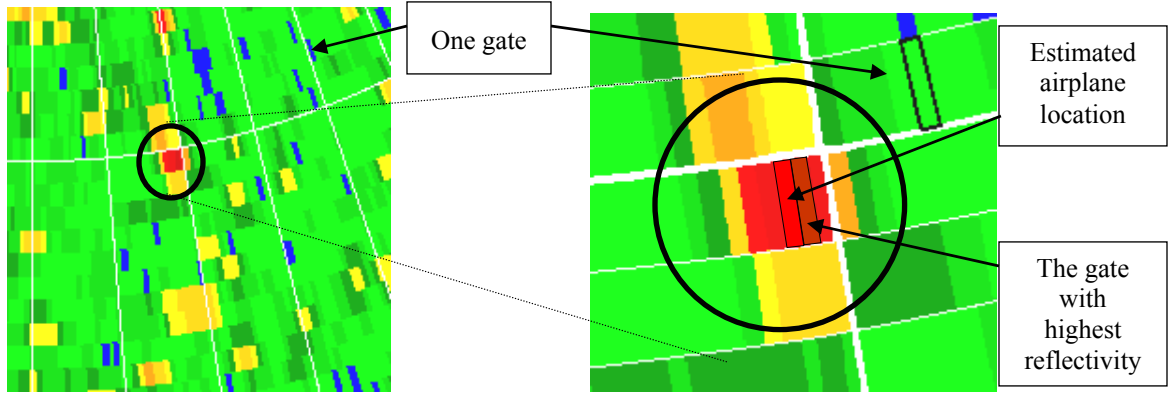 One gate
Estimated
airplane
location
The gate
with
highest
reflectivity